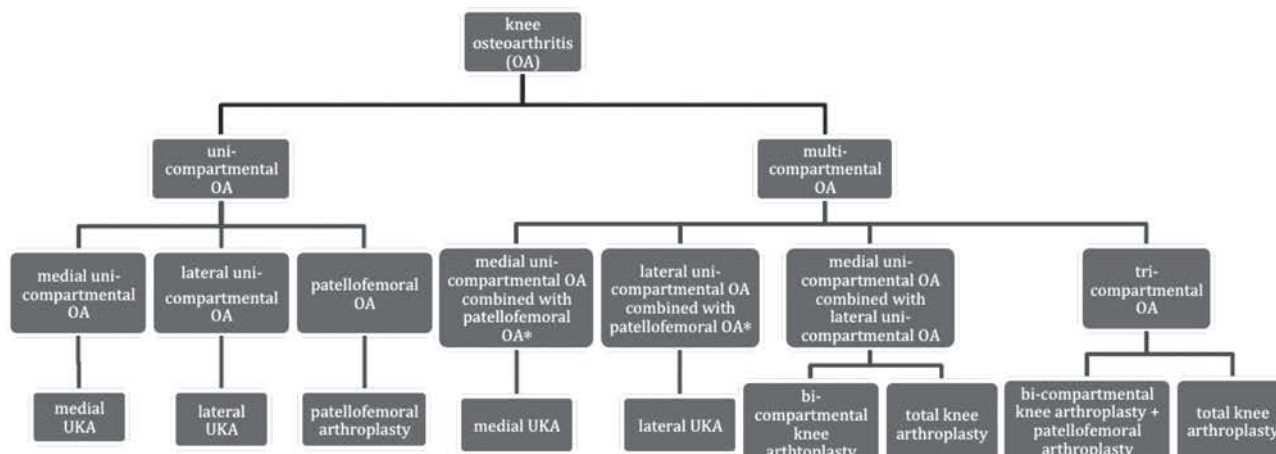 knee
osteoarthritis
(OA)
uni-
compartmental
OA
multi-
compartmental
OA
medial uni-
compartmental
OA
lateral uni-
compartmental
OA
patellofemoral
OA
medial uni-
compartmental OA
combined with
patellofemoral
OA*
lateral uni-
compartmental OA
combined with
patellofemoral OA*
medial uni-
compartmental OA
combined with
lateral uni-
compartmental OA
tri-
compartmental
OA
medial
UKA
lateral
UKA
patellofemoral
arthroplasty
medial UKA
lateral UKA
bi-
compartmental
knee
arthtoplasty
total knee
arthroplasty
bi-compartmental
knee arthroplasty +
patellofemoral
arthroplasty
total knee
arthroplasty